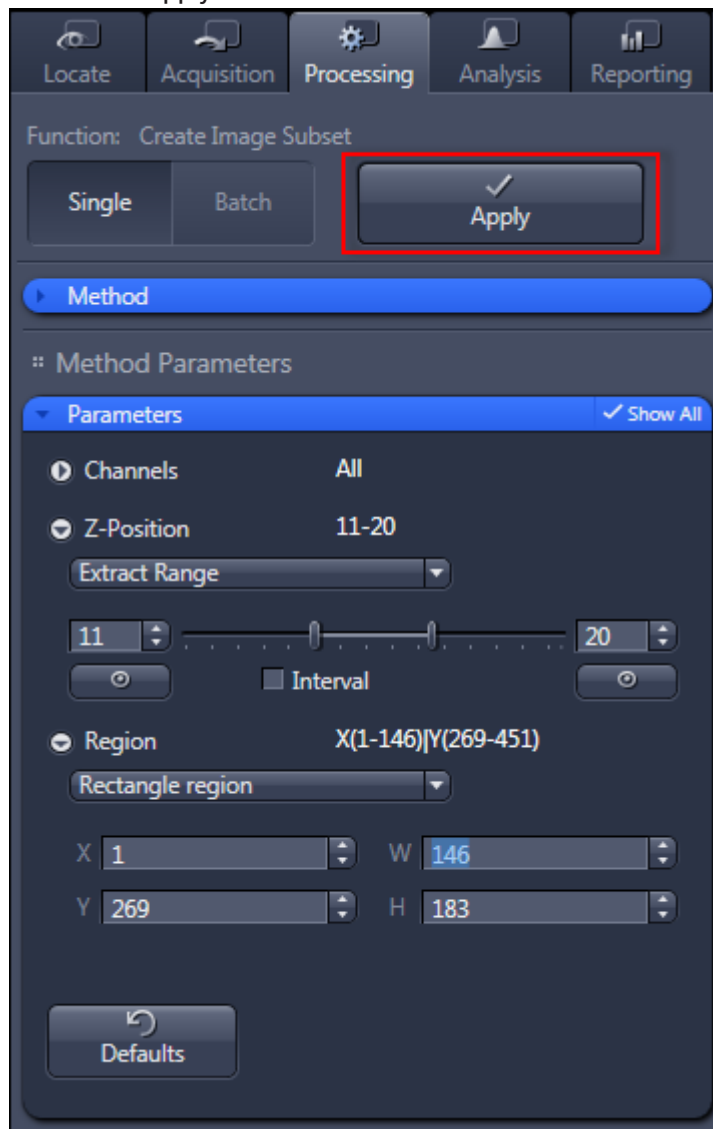 Locate Acquisition Processing Analysis Reporting
Function: Create Image Subset
Single Batch Apply
Method
Method Parameters
Parameters Show All
Channels All
Z-Position 11-20
Extract Range
11 20
Interval
Region X(1-146)|Y(269-451)
Rectangle region
X 1 W 146
Y 269 H 183
Defaults